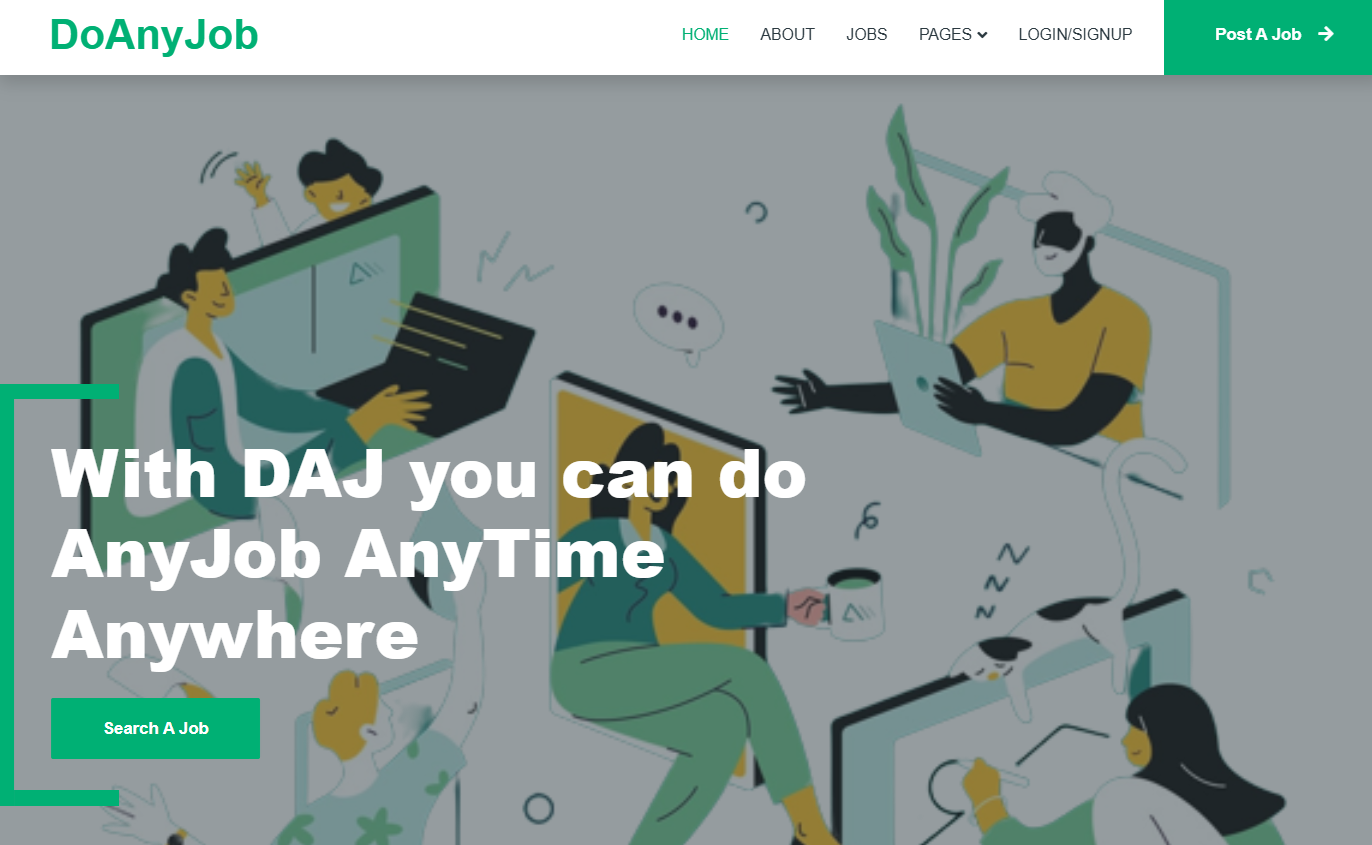 DoAnyJob
HOME ABOUT JOBS PAGES LOGIN/SIGNUP Post A Job
With DAJ you can do
AnyJob AnyTime
Anywhere
Search A Job